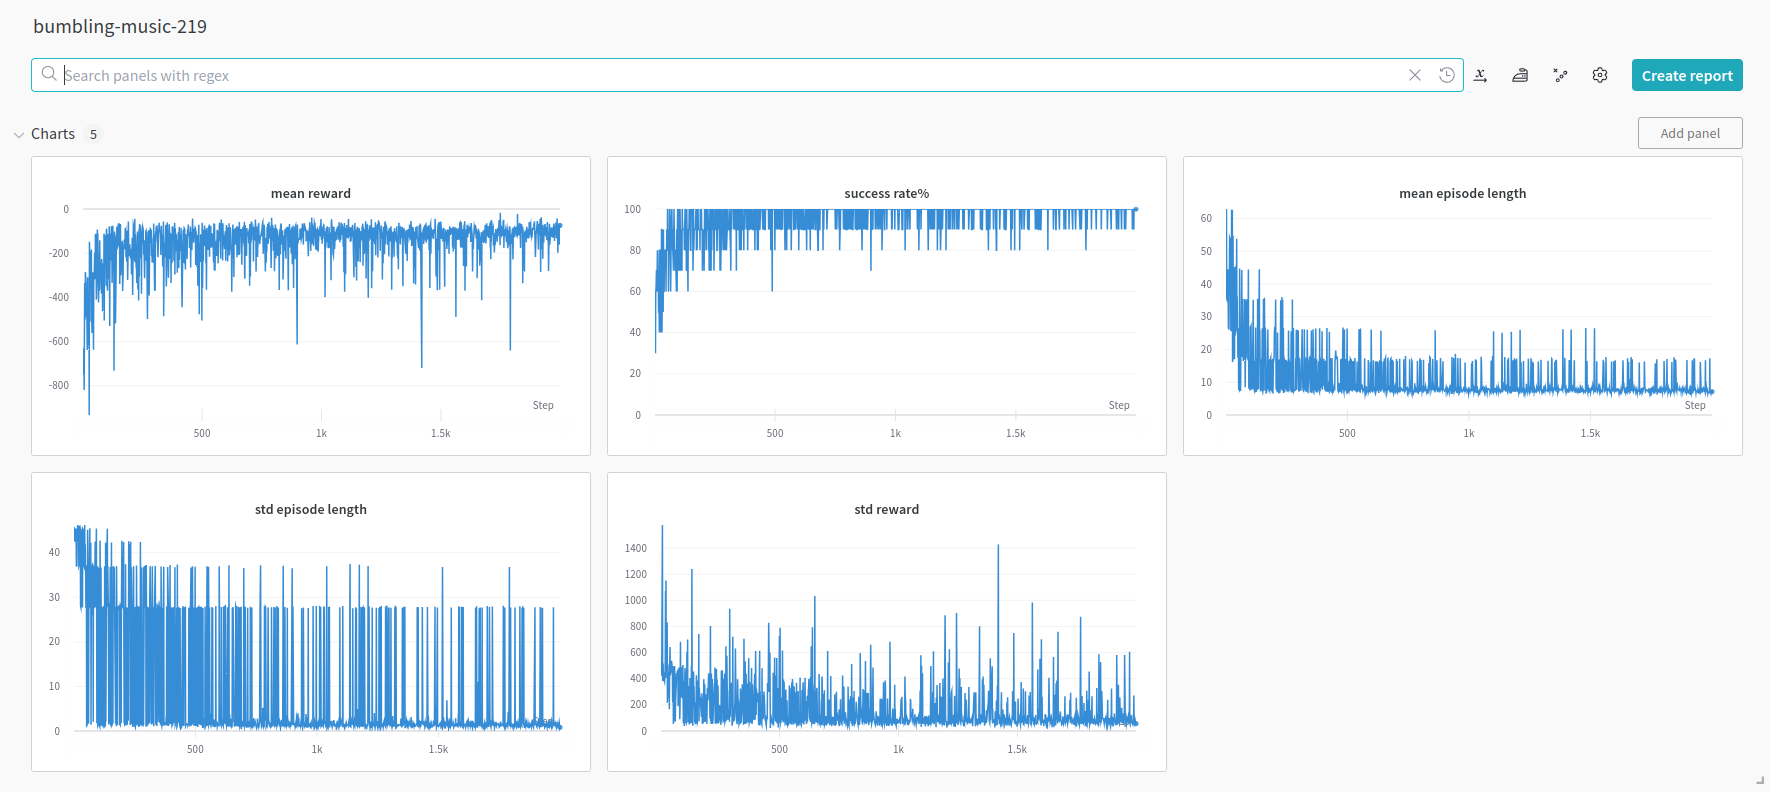 bumbling-music-219
Search panels with regex
Create report
Charts 5
Add panel
mean reward
0
-200
-400
-600
-800
Step
500 1k 1.5k
success rate%
100
80
60
40
20
0
Step
500 1k 1.5k
mean episode length
60
50
40
30
20
10
0
Step
500 1k 1.5k
std episode length
40
30
20
10
0
500 1k 1.5k
std reward
1400
1200
1000
800
600
400
200
0
500 1k 1.5k